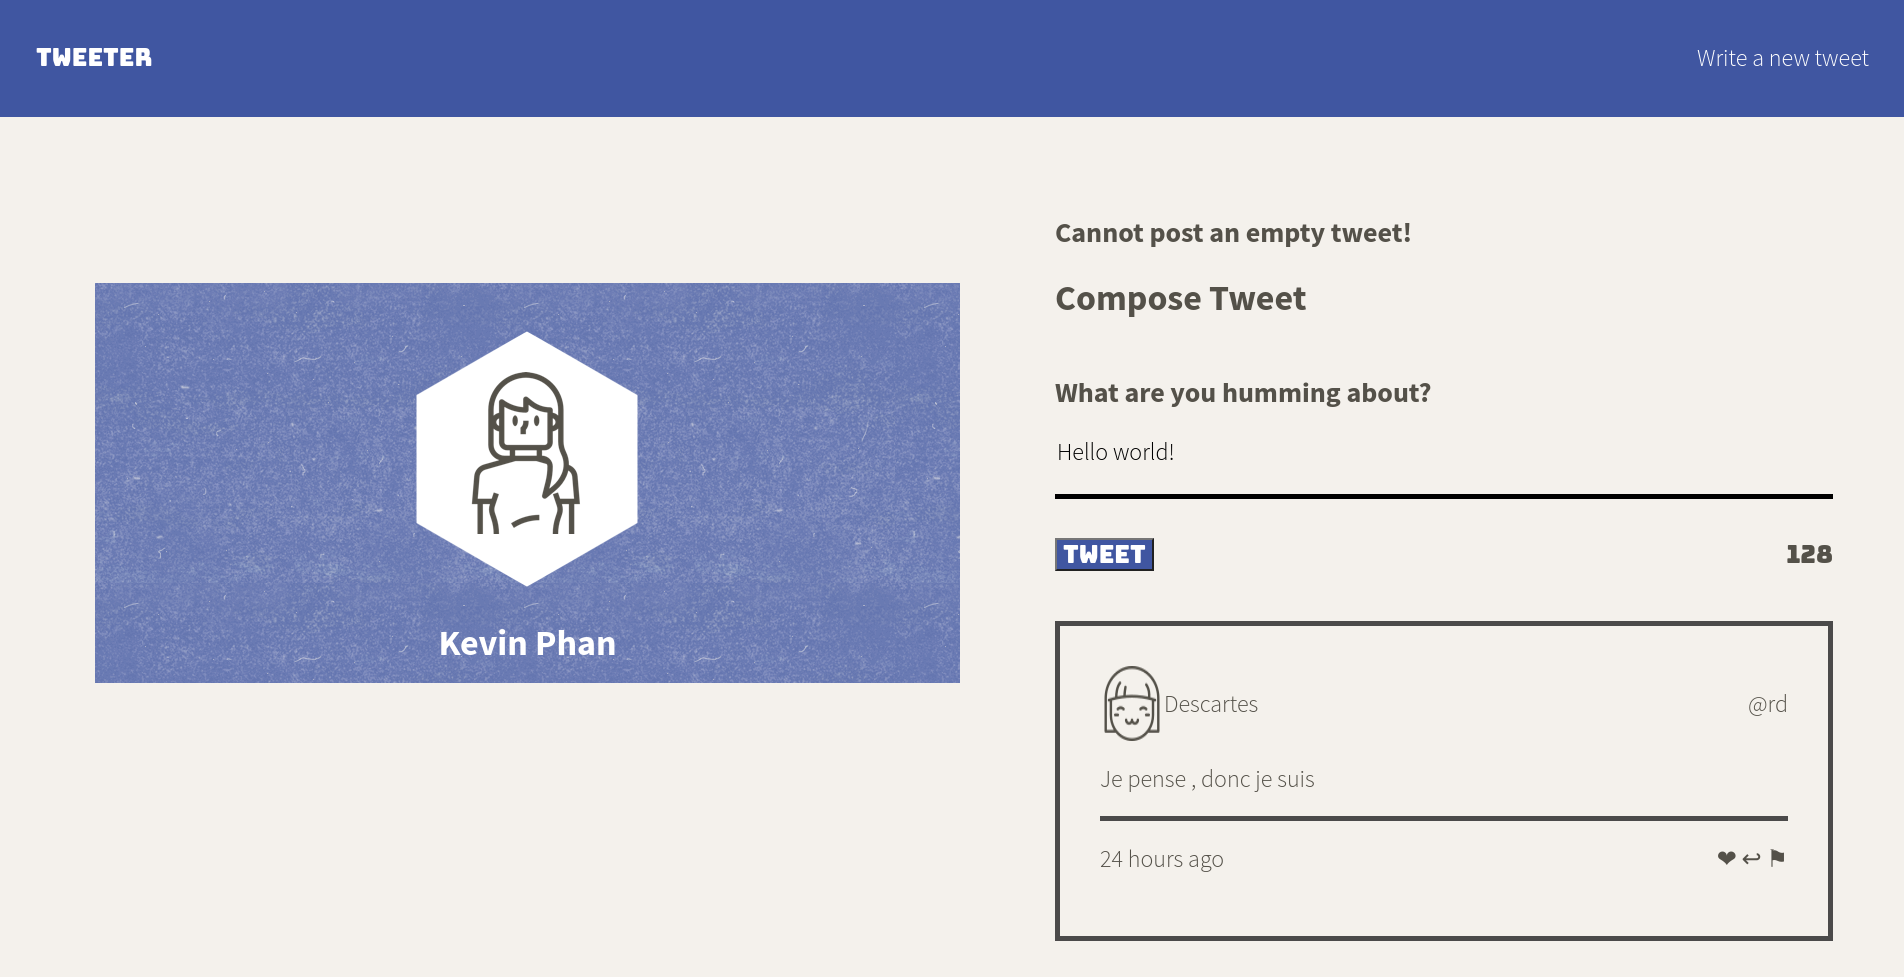 TWEETER
Write a new tweet
Kevin Phan
Cannot post an empty tweet!
Compose Tweet
What are you humming about?
Hello world!
TWEET
128
Descartes
@rd
Je pense , donc je suis
24 hours ago